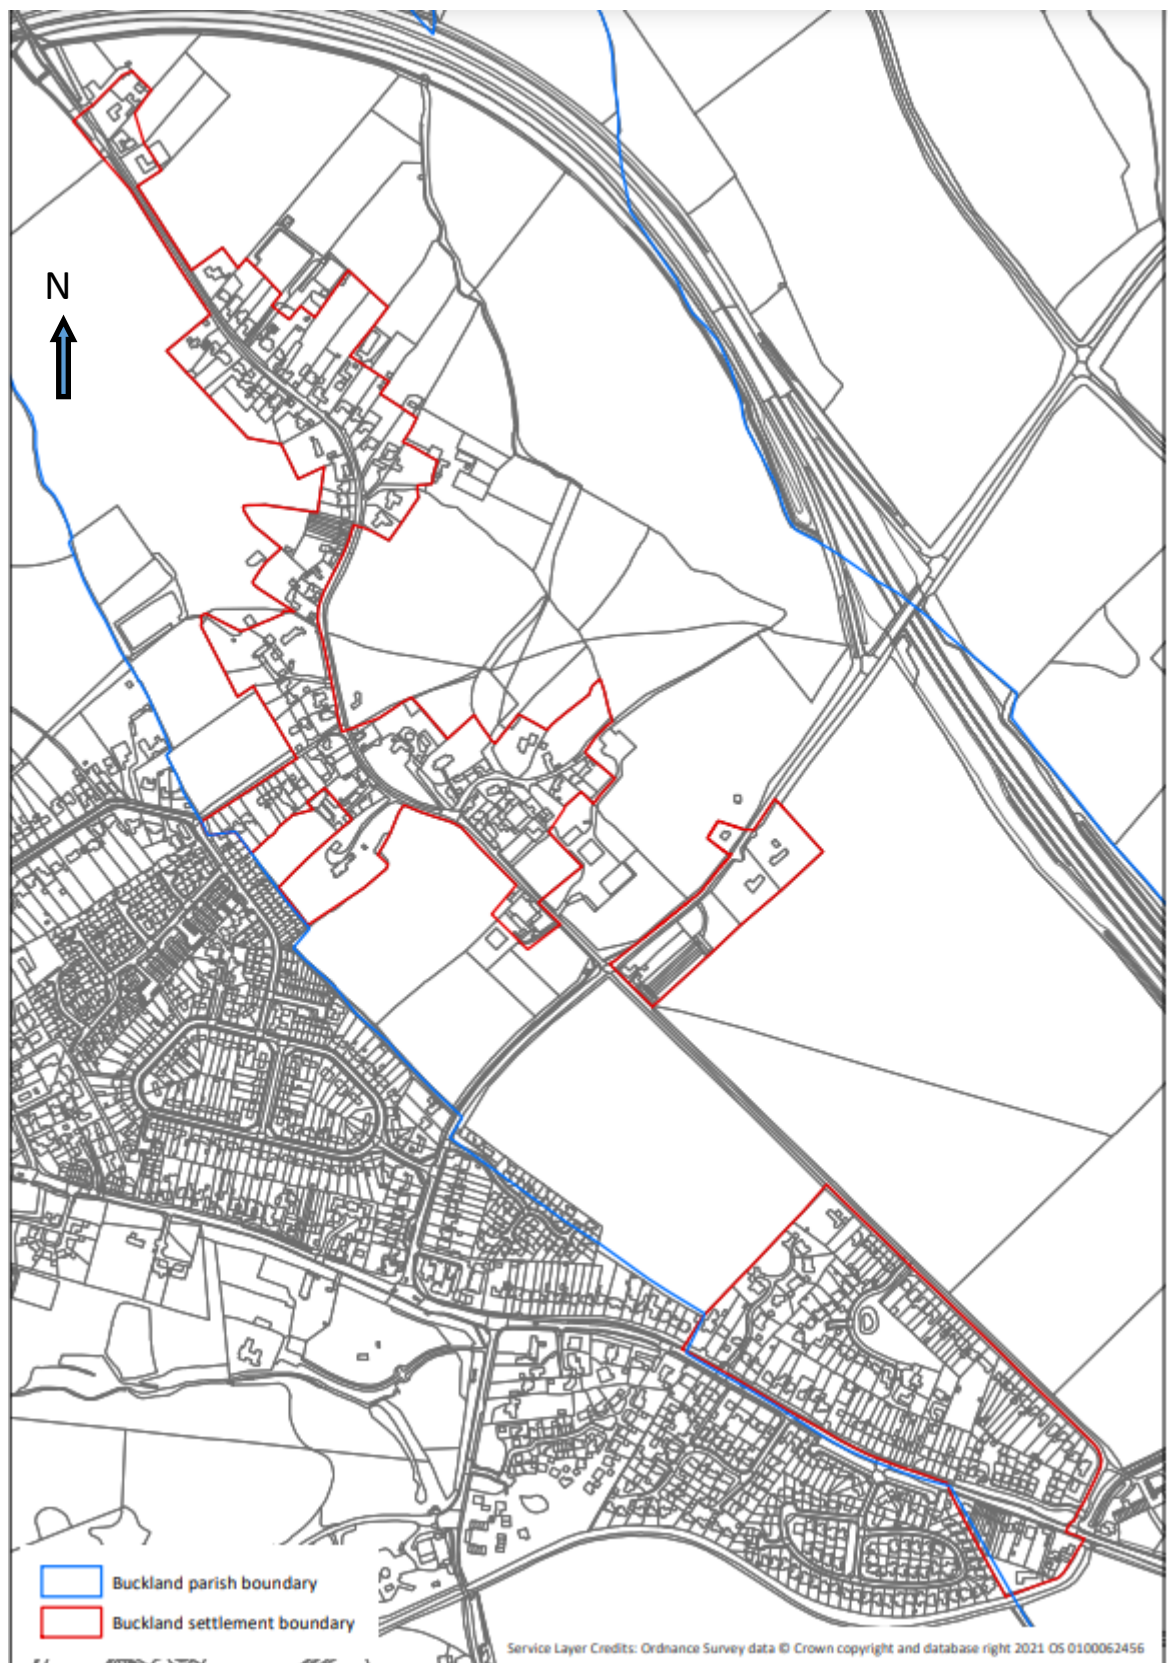 N
Buckland parish boundary
Buckland settlement boundary
Service Layer Credits: Ordnance Survey data © Crown copyright and database right 2021 OS 0100062456